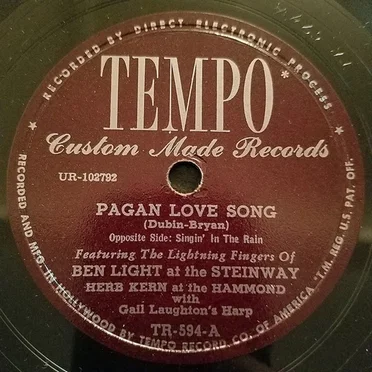 * RECORDED BY DIRECT ELECTRONIC PROCESS *
TEMPO
Custom Made Records
UR-102792
PAGAN LOVE SONG
(Dubin-Bryan)
Opposite Side: Singin' In The Rain
Featuring The Lightning Fingers Of
BEN LIGHT at the STEINWAY
HERB KERN at the HAMMOND
with
Gail Laughton's Harp
TR-594-A
RECORDED AND MFG. IN HOLLYWOOD BY TEMPO RECORD CO. OF AMERICA *T.M. REG. U.S. PAT. OFF.